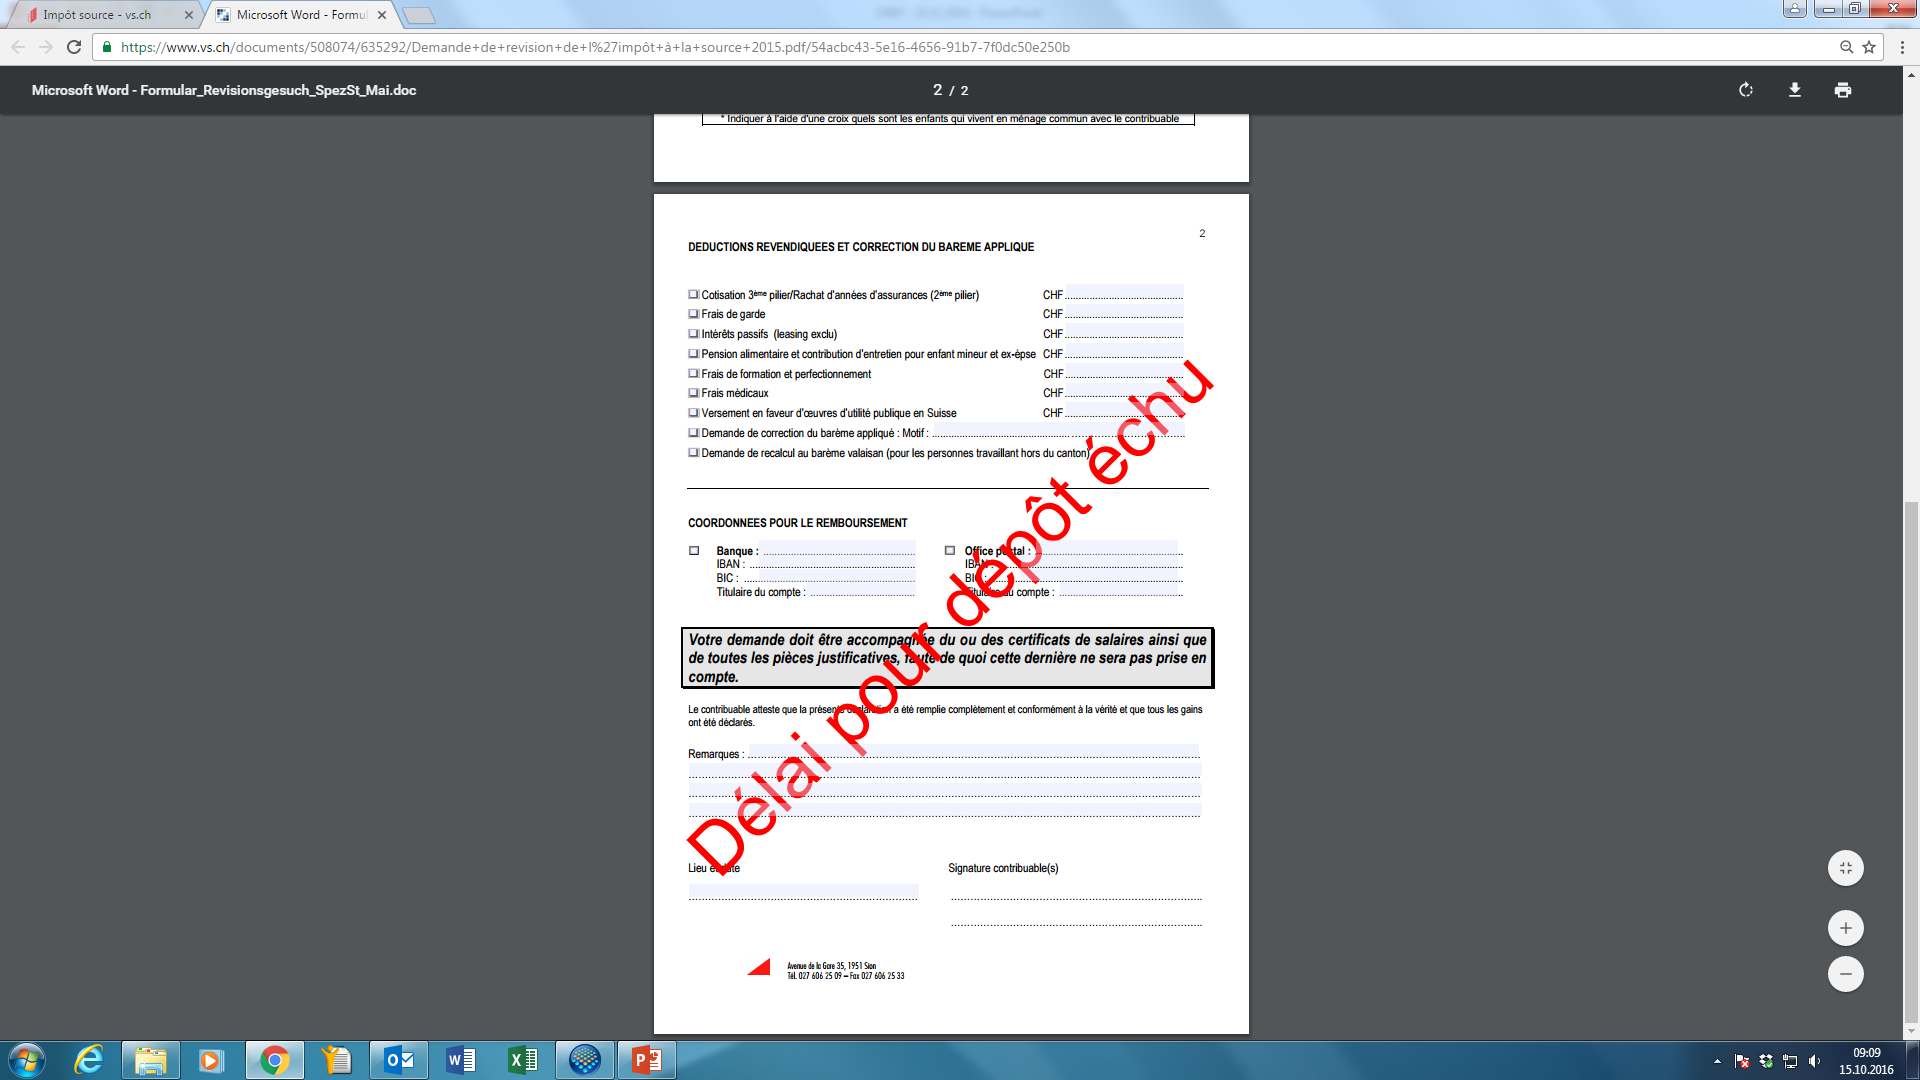 Impôt source - vs.ch
Microsoft Word - Formul
https://www.vs.ch/documents/508074/635292/Demande+de+revision+de+l%27impôt+à+la+source+2015.pdf/54acbc43-5e16-4656-91b7-7f0dc50e250b
Microsoft Word - Formular_Revisionsgesuch_SpezSt_Mai.doc
2 / 2
* Indiquer à l'aide d'une croix quels sont les enfants qui vivent en ménage commun avec le contribuable
2
DEDUCTIONS REVENDIQUEES ET CORRECTION DU BAREME APPLIQUE
Cotisation 3ème pilier/Rachat d'années d'assurances (2ème pilier) CHF
Frais de garde CHF
Intérêts passifs (leasing exclu) CHF
Pension alimentaire et contribution d'entretien pour enfant mineur et ex-épse CHF
Frais de formation et perfectionnement CHF
Frais médicaux CHF
Versement en faveur d'œuvres d'utilité publique en Suisse CHF
Demande de correction du barème appliqué : Motif :
Demande de recalcul au barème valaisan (pour les personnes travaillant hors du canton)
COORDONNEES POUR LE REMBOURSEMENT
Banque : Office postal :
IBAN : IBAN :
BIC : BIC :
Titulaire du compte : Titulaire du compte :
Votre demande doit être accompagnée du ou des certificats de salaires ainsi que
de toutes les pièces justificatives, faute de quoi cette dernière ne sera pas prise en
compte.
Le contribuable atteste que la présente déclaration a été remplie complètement et conformément à la vérité et que tous les gains
ont été déclarés.
Remarques :
Lieu et date Signature contribuable(s)
Délai pour dépôt échu
Avenue de la Gare 35, 1951 Sion
Tél. 027 606 25 09 – Fax 027 606 25 33
09:09
15.10.2016